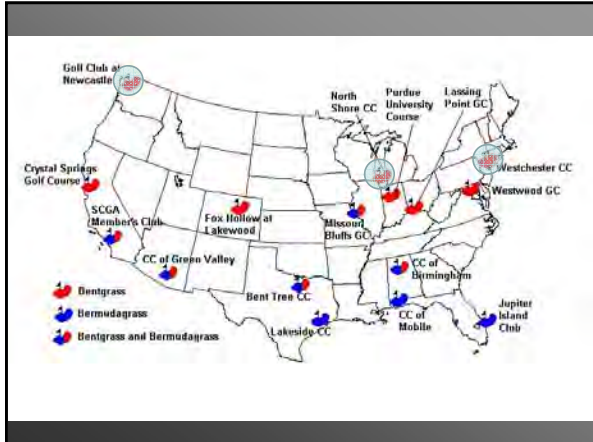 Golf Club at
Newcastle
North
Shore CC
Purdue
University
Course
Lassing
Point GC
Crystal Springs
Golf Course
Westchester CC
Westwood GC
SCGA
Member's Club
Fox Hollow at
Lakewood
Missouri
Bluffs GC
CC of Green Valley
CC of
Birmingham
Bent Tree CC
Bentgrass
Bermudagrass
Bentgrass and Bermudagrass
Lakeside CC
CC of
Mobile
Jupiter
Island
Club